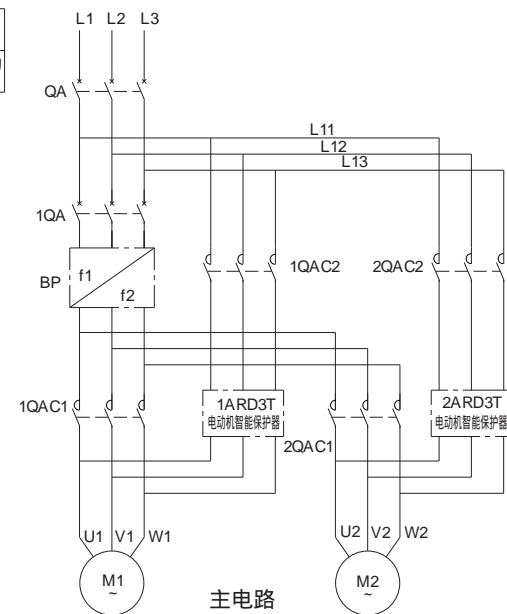 L1 L2 L3
QA
L11
L12
L13
1QA
1QAC2 2QAC2
BP f1
f2
1QAC1 1ARD3T 2ARD3T
电动机智能保护器 电动机智能保护器
2QAC1
U1 V1 W1 U2 V2 W2
M1 M2
~ ~
主电路